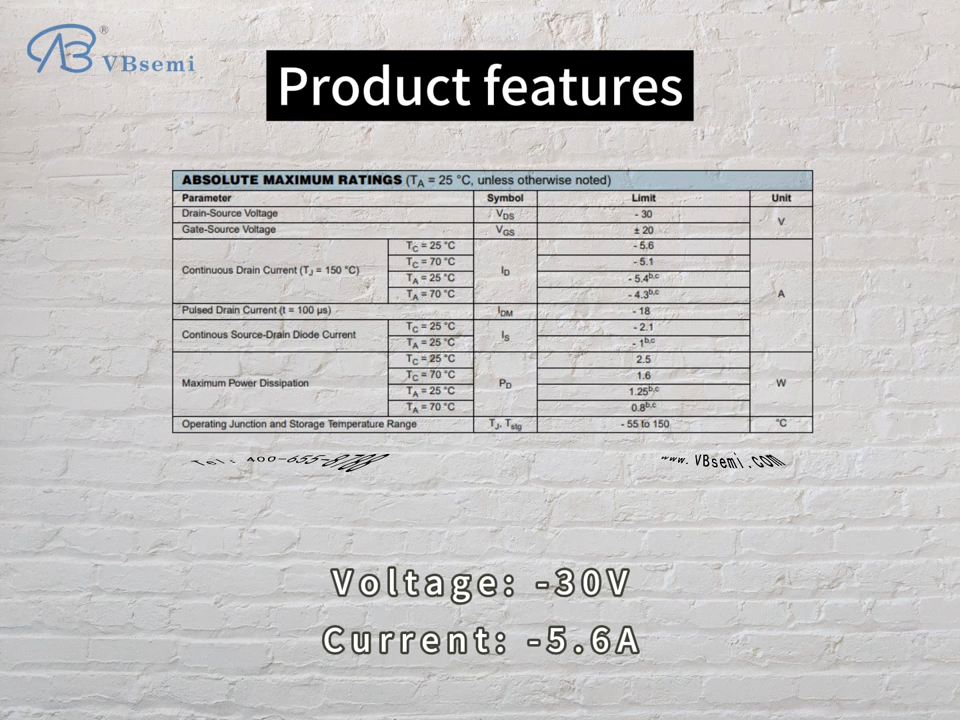 VBsemi®
Product features
ABSOLUTE MAXIMUM RATINGS (TA = 25 °C, unless otherwise noted)
Parameter Symbol Limit Unit
Drain-Source Voltage VDS - 30 V
Gate-Source Voltage VGS ± 20
Continuous Drain Current (TJ = 150 °C) TC = 25 °C ID - 5.6 A
TC = 70 °C - 5.1
TA = 25 °C - 5.4b,c
TA = 70 °C - 4.3b,c
Pulsed Drain Current (t = 100 µs) IDM - 18
Continous Source-Drain Diode Current TC = 25 °C IS - 2.1
TA = 25 °C - 1b,c
Maximum Power Dissipation TC = 25 °C PD 2.5 W
TC = 70 °C 1.6
TA = 25 °C 1.25b,c
TA = 70 °C 0.8b,c
Operating Junction and Storage Temperature Range TJ, Tstg - 55 to 150 °C
Tel: 400-655-8788 www.VBsemi.com
Voltage: -30V
Current: -5.6A